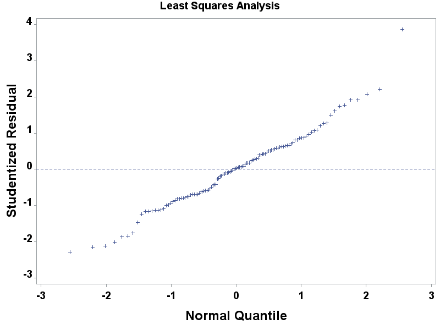 Least Squares Analysis
Studentized Residual
4
3
2
1
0
-1
-2
-3
-3 -2 -1 0 1 2 3
Normal Quantile